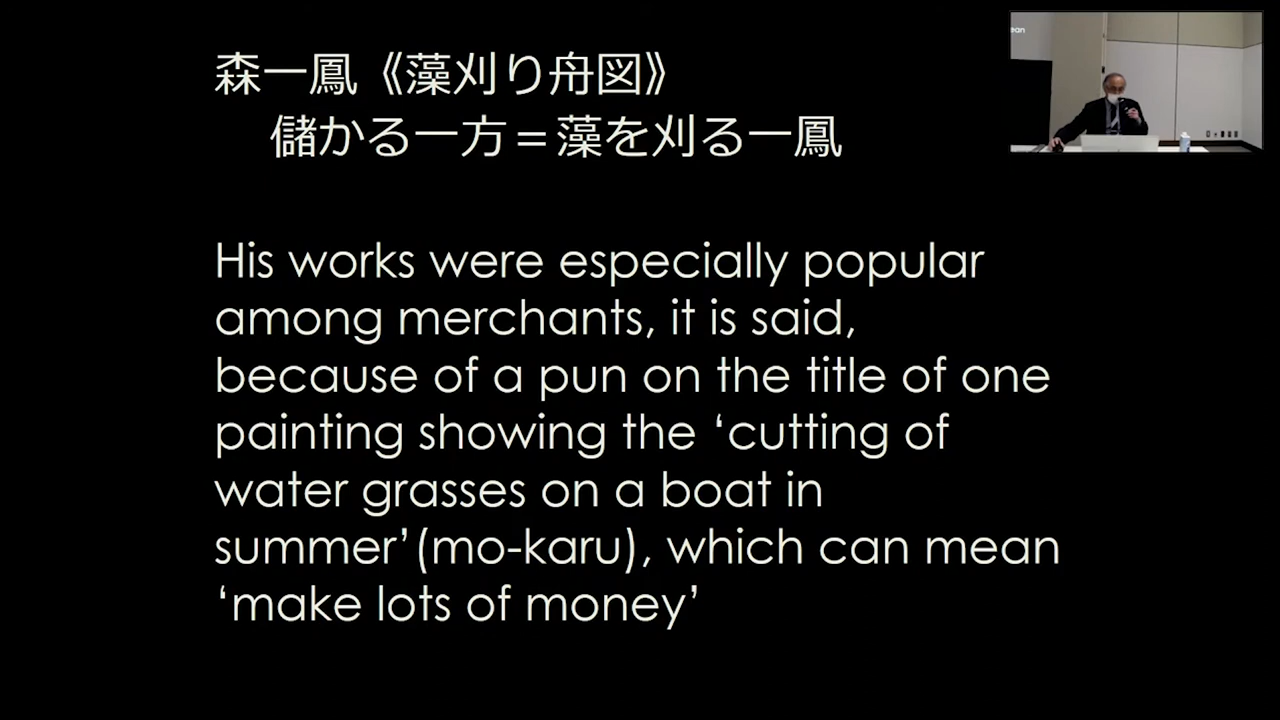 森一鳳《藻刈り舟図》
儲かる一方＝藻を刈る一鳳
His works were especially popular
among merchants, it is said,
because of a pun on the title of one
painting showing the ‘cutting of
water grasses on a boat in
summer’(mo-karu), which can mean
‘make lots of money’